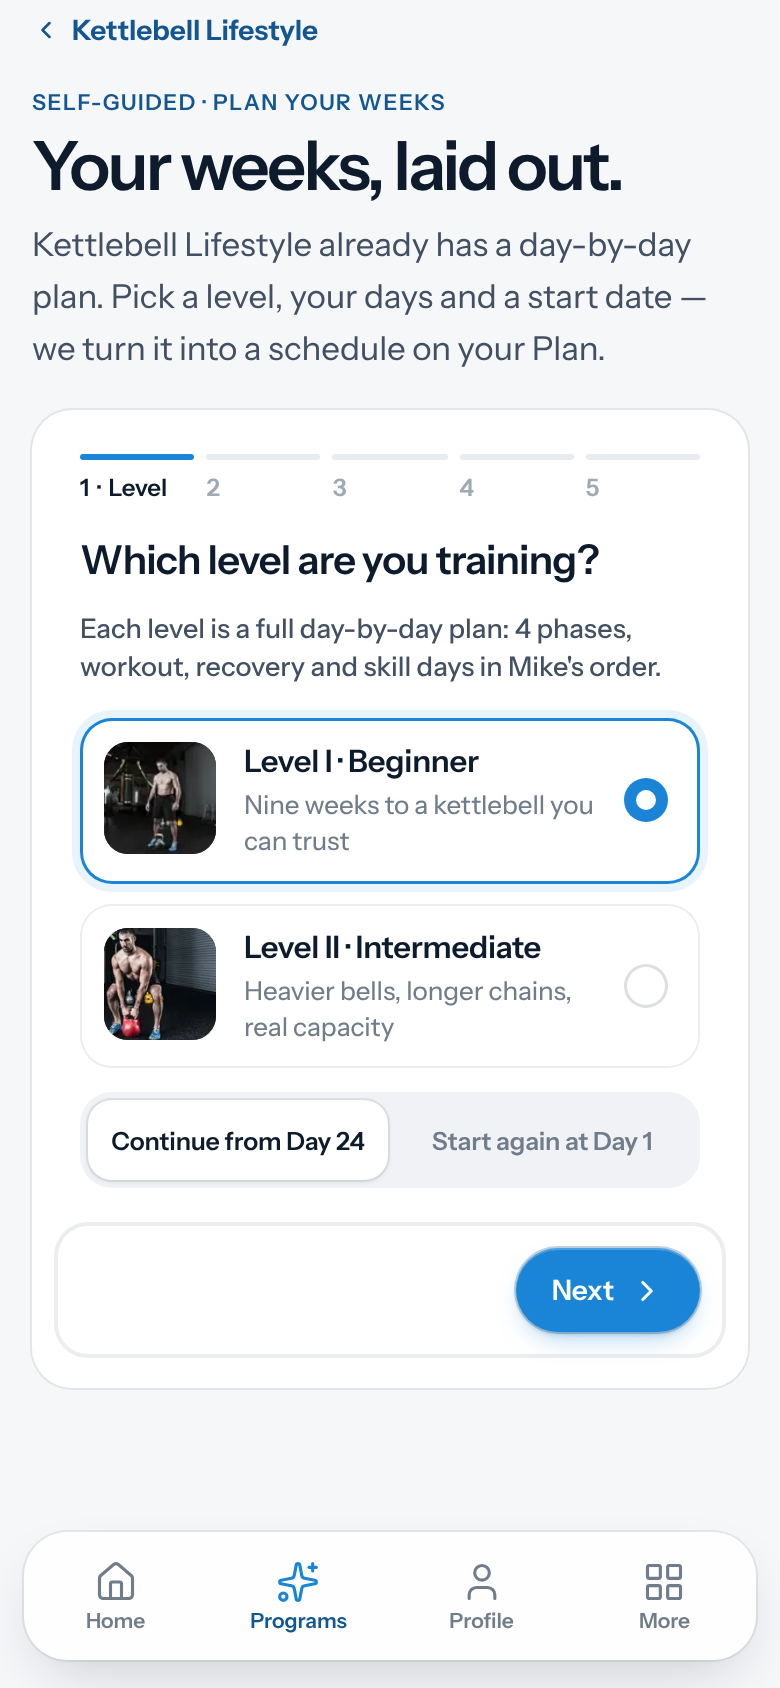 Kettlebell Lifestyle
SELF-GUIDED · PLAN YOUR WEEKS
Your weeks, laid out.
Kettlebell Lifestyle already has a day-by-day
plan. Pick a level, your days and a start date —
we turn it into a schedule on your Plan.
1 · Level 2 3 4 5
Which level are you training?
Each level is a full day-by-day plan: 4 phases,
workout, recovery and skill days in Mike's order.
Level I · Beginner
Nine weeks to a kettlebell you
can trust
Level II · Intermediate
Heavier bells, longer chains,
real capacity
Continue from Day 24 Start again at Day 1
Next
Home Programs Profile More